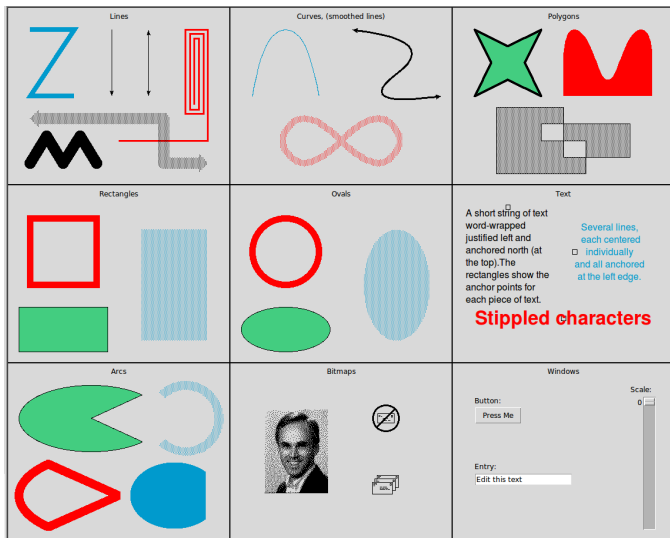 Lines
Curves, (smoothed lines)
Polygons
Rectangles
Ovals
Text
A short string of text
word-wrapped
justified left and
anchored north (at
the top).The
rectangles show the
anchor points for
each piece of text.
Several lines,
each centered
individually
and all anchored
at the left edge.
Stippled characters
Arcs
Bitmaps
Windows
Scale:
0
Button:
Press Me
Entry:
Edit this text